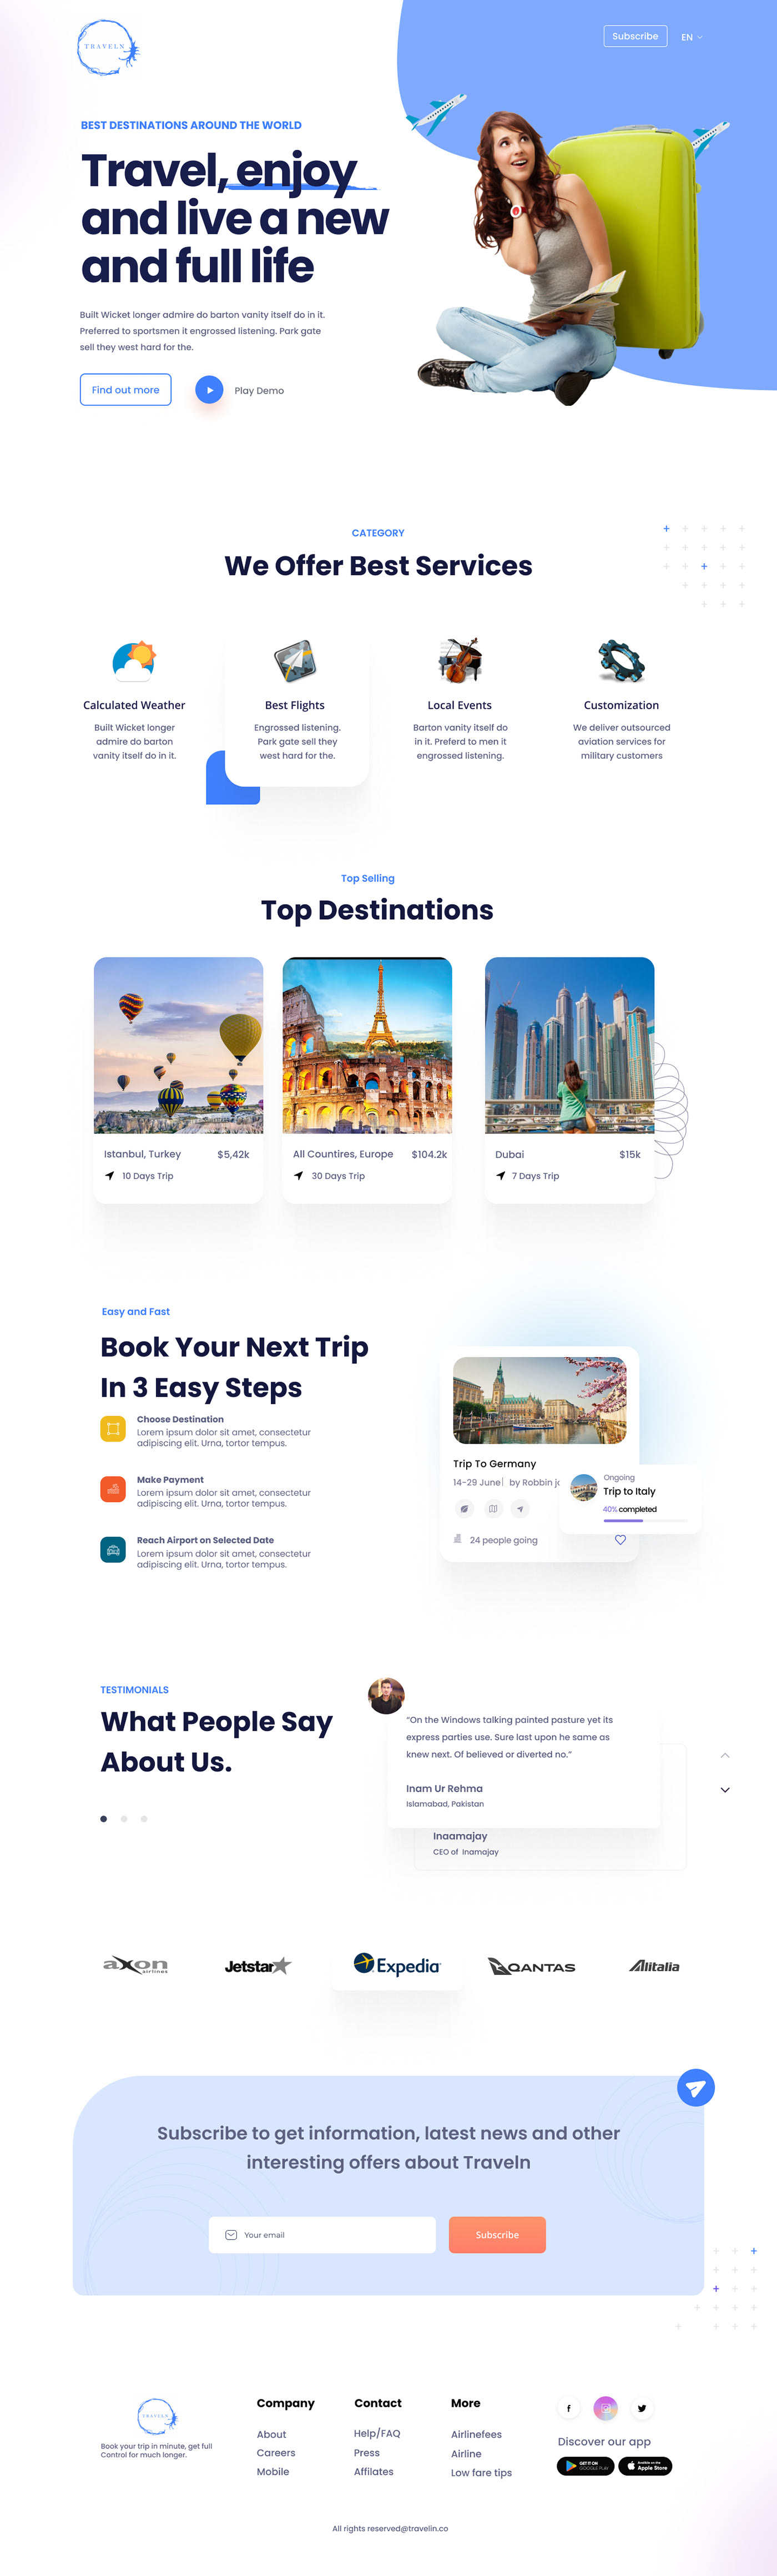 TRAVELN
Subscribe
EN
BEST DESTINATIONS AROUND THE WORLD
Travel, enjoy
and live a new
and full life
Built Wicket longer admire do barton vanity itself do in it.
Preferred to sportsmen it engrossed listening. Park gate
sell they west hard for the.
Find out more
Play Demo
CATEGORY
We Offer Best Services
Calculated Weather
Built Wicket longer
admire do barton
vanity itself do in it.
Best Flights
Engrossed listening.
Park gate sell they
west hard for the.
Local Events
Barton vanity itself do
in it. Preferd to men it
engrossed listening.
Customization
We deliver outsourced
aviation services for
military customers
Top Selling
Top Destinations
Istanbul, Turkey
$5,42k
10 Days Trip
All Countires, Europe
$104.2k
30 Days Trip
Dubai
$15k
7 Days Trip
Easy and Fast
Book Your Next Trip
In 3 Easy Steps
Choose Destination
Lorem ipsum dolor sit amet, consectetur
adipiscing elit. Urna, tortor tempus.
Make Payment
Lorem ipsum dolor sit amet, consectetur
adipiscing elit. Urna, tortor tempus.
Reach Airport on Selected Date
Lorem ipsum dolor sit amet, consectetur
adipiscing elit. Urna, tortor tempus.
Trip To Germany
14-29 June | by Robbin jo
24 people going
Ongoing
Trip to Italy
40% completed
TESTIMONIALS
What People Say
About Us.
“On the Windows talking painted pasture yet its
express parties use. Sure last upon he same as
knew next. Of believed or diverted no.”
Inam Ur Rehma
Islamabad, Pakistan
Inaamajay
CEO of Inamajay
axon
airlines
Jetstar
Expedia
QANTAS
Alitalia
Subscribe to get information, latest news and other
interesting offers about Traveln
Your email
Subscribe
TRAVELN
Book your trip in minute, get full
Control for much longer.
Company
About
Careers
Mobile
Contact
Help/FAQ
Press
Affilates
More
Airlinefees
Airline
Low fare tips
Discover our app
GET IT ON
GOOGLE PLAY
Available on the
Apple Store
All rights reserved@travelin.co